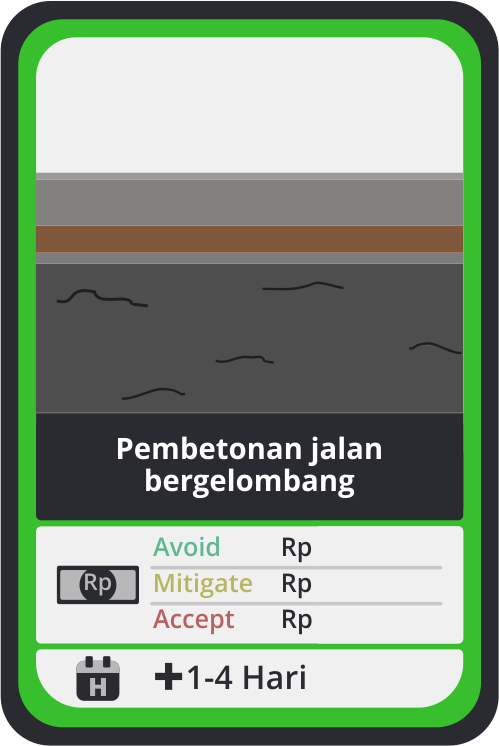 Pembetonan jalan
bergelombang
Rp
Avoid Rp
Mitigate Rp
Accept Rp
H
+1-4 Hari